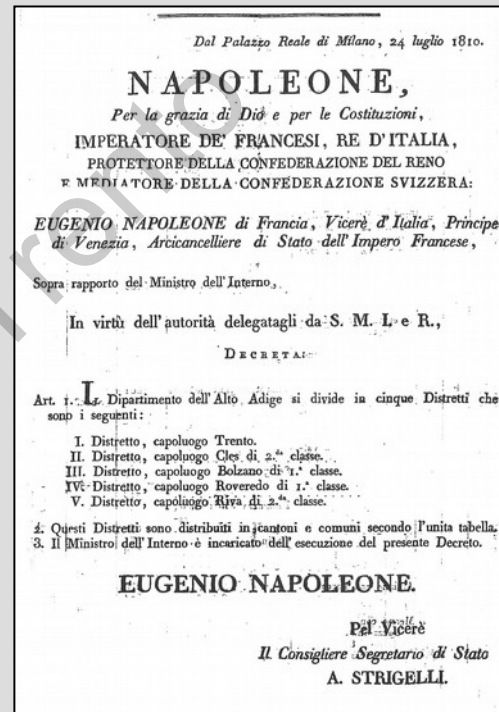 Dal Palazzo Reale di Milano, 24 luglio 1810.
NAPOLEONE,
Per la grazia di Dio e per le Costituzioni,
IMPERATORE DE' FRANCESI, RE D'ITALIA,
PROTETTORE DELLA CONFEDERAZIONE DEL RENO
E MEDIATORE DELLA CONFEDERAZIONE SVIZZERA:
EUGENIO NAPOLEONE di Francia, Vicerè d'Italia, Principe
di Venezia, Arcicancelliere di Stato dell'Impero Francese,
Sopra rapporto del Ministro dell'Interno,
In virtù dell'autorità delegatagli da S. M. I. e R.,
DECRETA:
Art. 1. IL Dipartimento dell'Alto Adige si divide in cinque Distretti che
sono i seguenti:
I. Distretto, capoluogo Trento.
II. Distretto, capoluogo Cles di 2.da classe.
III. Distretto, capoluogo Bolzano di 1.a classe.
IV. Distretto, capoluogo Roveredo di 1.a classe.
V. Distretto, capoluogo Riva di 2.da classe.
2. Questi Distretti sono distribuiti in cantoni e comuni secondo l'unita tabella.
3. Il Ministro dell'Interno è incaricato dell'esecuzione del presente Decreto.
EUGENIO NAPOLEONE.
Pel Vicerè
Il Consigliere Segretario di Stato
A. STRIGELLI.
Trento